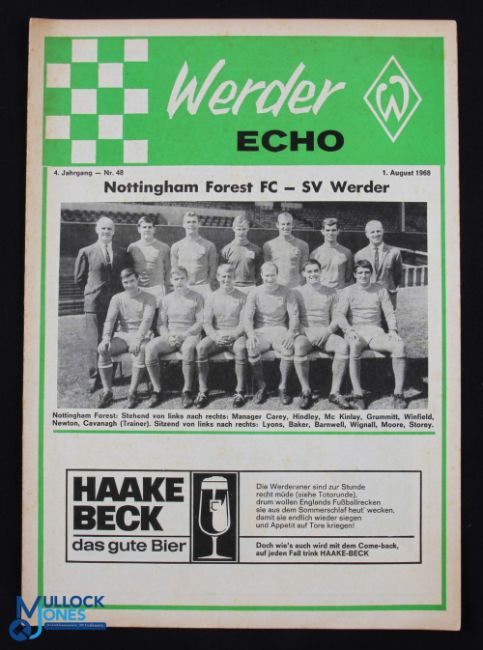 Werder
ECHO
W
4. Jahrgang — Nr. 48
1. August 1968
Nottingham Forest FC – SV Werder
Nottingham Forest: Stehend von links nach rechts: Manager Carey, Hindley, Mc Kinlay, Grummitt, Winfield,
Newton, Cavanagh (Trainer). Sitzend von links nach rechts: Lyons, Baker, Barnwell, Wignall, Moore, Storey.
HAAKE
BECK
das gute Bier
Die Werderaner sind zur Stunde
recht müde (siehe Totorunde),
drum wollen Englands Fußballrecken
sie aus dem Sommerschlaf heut' wecken,
damit sie endlich wieder siegen
und Appetit auf Tore kriegen!
Doch wie's auch wird mit dem Come-back,
auf jeden Fall trink HAAKE-BECK
MULLOCK
JONES